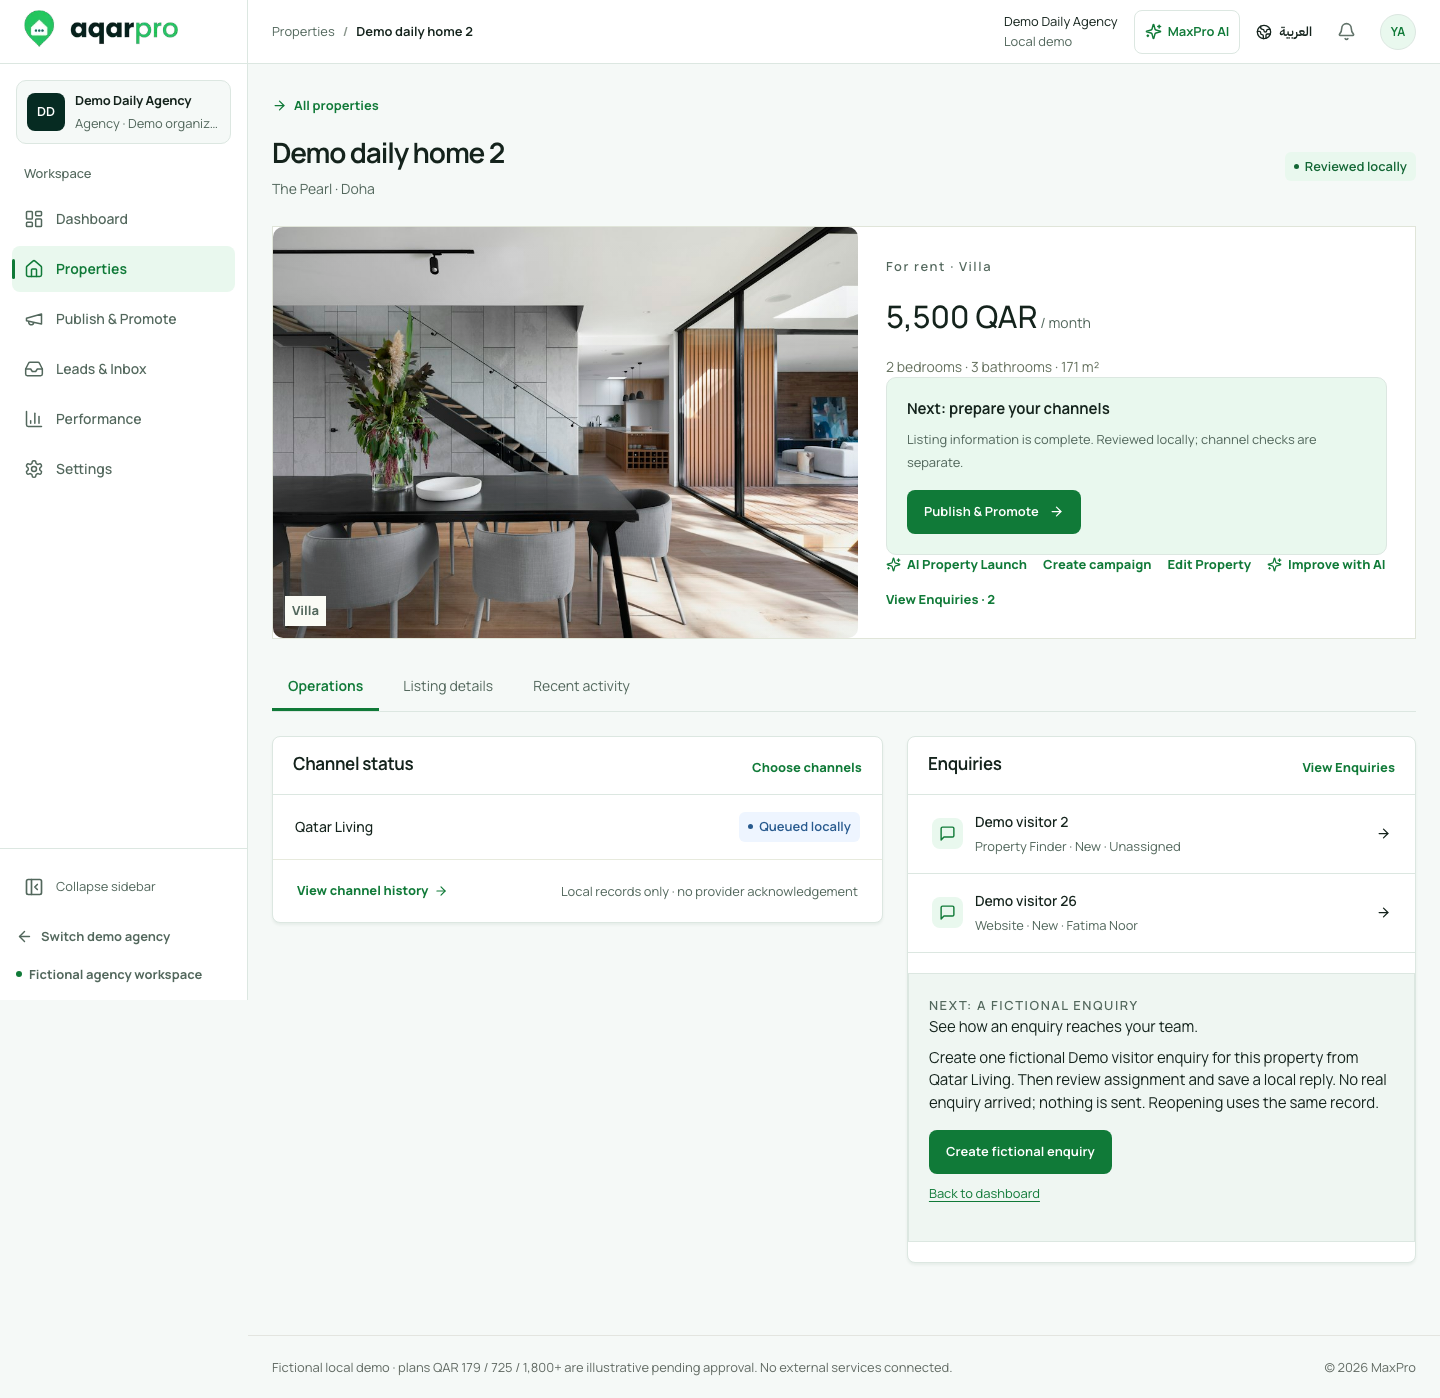 aqarpro
Properties / Demo daily home 2
Demo Daily Agency
Local demo
MaxPro AI
العربية
YA
DD
Demo Daily Agency
Agency · Demo organiz...
Workspace
Dashboard
Properties
Publish & Promote
Leads & Inbox
Performance
Settings
Collapse sidebar
Switch demo agency
Fictional agency workspace
All properties
Demo daily home 2
The Pearl · Doha
Reviewed locally
Villa
For rent · Villa
5,500 QAR / month
2 bedrooms · 3 bathrooms · 171 m²
Next: prepare your channels
Listing information is complete. Reviewed locally; channel checks are
separate.
Publish & Promote
AI Property Launch
Create campaign
Edit Property
Improve with AI
View Enquiries · 2
Operations
Listing details
Recent activity
Channel status
Choose channels
Qatar Living
Queued locally
View channel history
Local records only · no provider acknowledgement
Enquiries
View Enquiries
Demo visitor 2
Property Finder · New · Unassigned
Demo visitor 26
Website · New · Fatima Noor
NEXT: A FICTIONAL ENQUIRY
See how an enquiry reaches your team.
Create one fictional Demo visitor enquiry for this property from
Qatar Living. Then review assignment and save a local reply. No real
enquiry arrived; nothing is sent. Reopening uses the same record.
Create fictional enquiry
Back to dashboard
Fictional local demo · plans QAR 179 / 725 / 1,800+ are illustrative pending approval. No external services connected.
© 2026 MaxPro